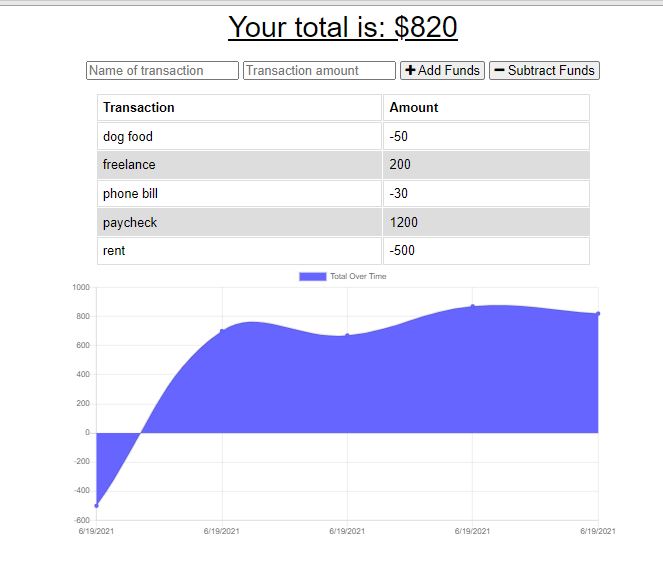 Your total is: $820
Name of transaction Transaction amount + Add Funds − Subtract Funds
Transaction Amount
dog food -50
freelance 200
phone bill -30
paycheck 1200
rent -500
Total Over Time
1000
800
600
400
200
0
-200
-400
-600
6/19/2021 6/19/2021 6/19/2021 6/19/2021 6/19/2021